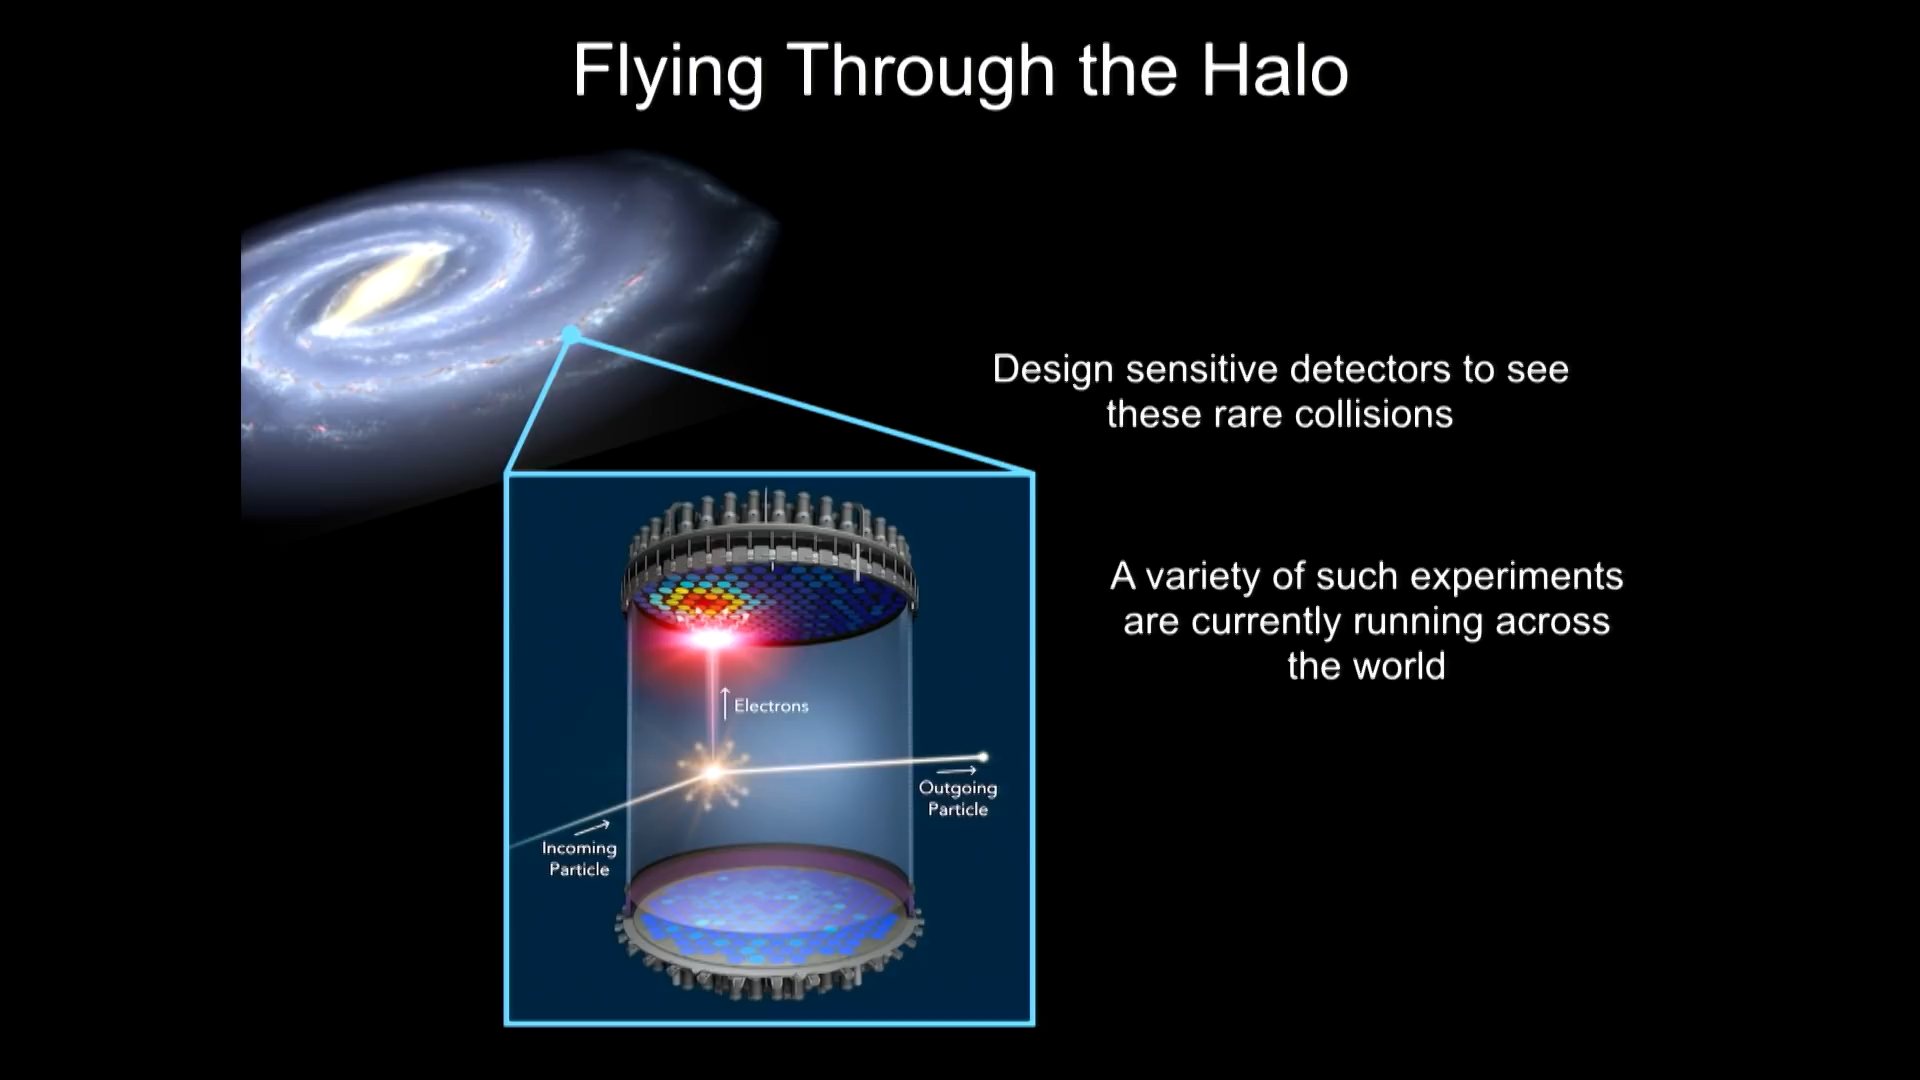 Flying Through the Halo
Design sensitive detectors to see
these rare collisions
A variety of such experiments
are currently running across
the world
Electrons
Outgoing
Particle
Incoming
Particle